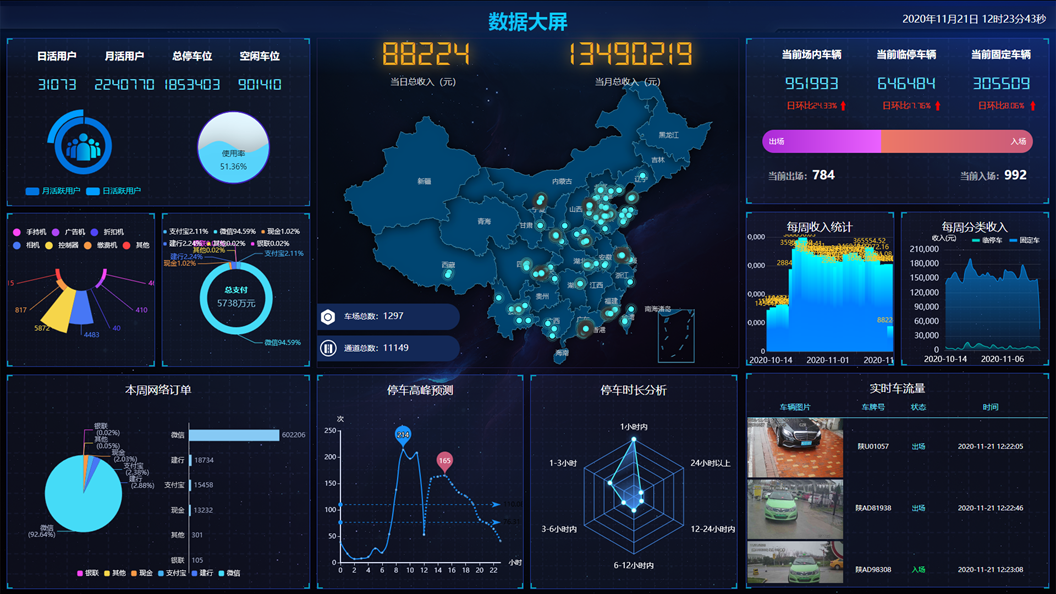 数据大屏
2020年11月21日 12时23分43秒
日活用户 月活用户 总停车位 空闲车位
31073 2240770 1853403 901410
使用率
51.36%
月活跃用户 日活跃用户
88224 13490219
当日总收入（元） 当月总收入（元）
黑龙江
吉林
新疆
内蒙古
山西
青海
甘肃
西藏
安徽
浙江
江西
贵州
福建
香港
海南
南海诸岛
车场总数： 1297
通道总数： 11149
当前场内车辆 当前临停车辆 当前固定车辆
951993 646484 305509
日环比24.33% 日环比27.76% 日环比8.06%
出场 入场
当前出场： 784 当前入场： 992
手持机 广告机 折扣机
相机 控制器 缴费机 其他
817
5872
4483
40
410
支付宝2.11% 微信94.59% 现金1.02%
建行2.24% 其他0.02% 银联0.02%
其他0.02%
建行2.24%
现金1.02%
支付宝2.11%
总支付
5738万元
微信94.59%
每周收入统计
365554.52
0,000
0,000
0,000
0,000
0
2020-10-14 2020-11-01 2020-11
每周分类收入
收入(元) 临停车 固定车
210,000
180,000
150,000
120,000
90,000
60,000
30,000
0
2020-10-14 2020-11-06
本周网络订单
银联
(0.02%)
其他
(0.05%)
现金
(2.03%)
支付宝
(2.38%)
建行
(2.88%)
微信
(92.64%)
微信 602206
建行 18734
支付宝 15458
现金 13232
其他 301
银联 105
银联 其他 现金 支付宝 建行 微信
停车高峰预测
次
250
200
150
100
50
0
214
165
0 2 4 6 8 10 12 14 16 18 20 22 小时
停车时长分析
1小时内
1-3小时 24小时以上
3-6小时内 12-24小时内
6-12小时内
实时车流量
车辆图片 车牌号 状态 时间
陕U01057 出场 2020-11-21 12:22:05
陕AD81938 出场 2020-11-21 12:22:46
陕AD98308 入场 2020-11-21 12:23:08